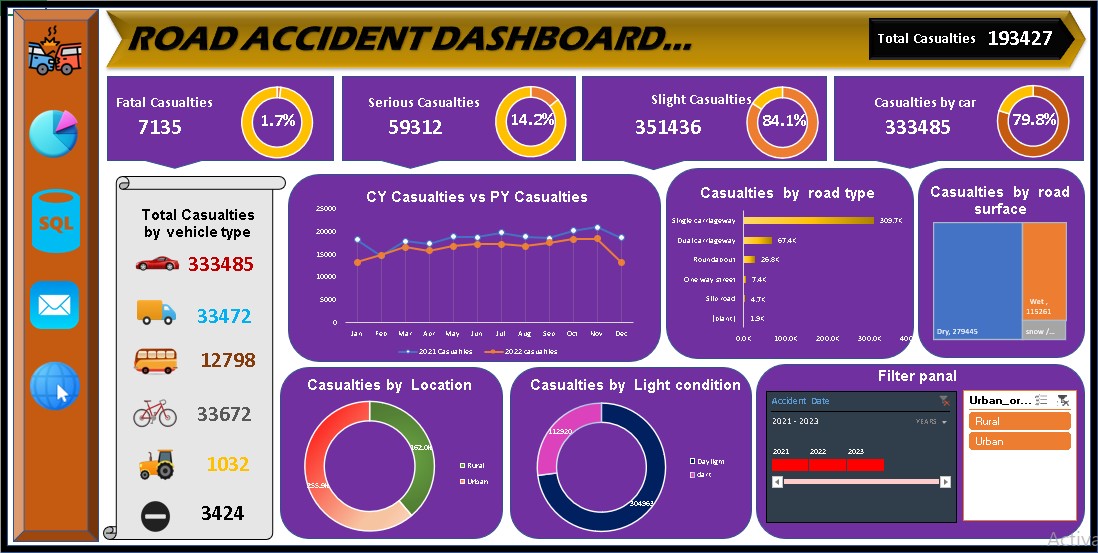 ROAD ACCIDENT DASHBOARD...
Total Casualties 193427
Fatal Casualties
7135
1.7%
Serious Casualties
59312
14.2%
Slight Casualties
351436
84.1%
Casualties by car
333485
79.8%
SQL
Total Casualties
by vehicle type
333485
33472
12798
33672
1032
3424
CY Casualties vs PY Casualties
25000
20000
15000
10000
5000
0
Jan Feb Mar Apr May Jun Jul Aug Sep Oct Nov Dec
2021 Casualties 2022 casualties
Casualties by road type
Single carriageway 309.7K
Dual carriageway 67.4K
Roundabout 26.8K
One way street 7.4K
Slip road 4.7K
(blank) 1.9K
0.0K 100.0K 200.0K 300.0K
Casualties by road
surface
Wet ,
115261
Dry, 279445
snow /...
Casualties by Location
162.0K
255.9K
Rural
Urban
Casualties by Light condition
112920
304963
Daylight
dark
Filter panal
Accident Date
2021 - 2023
YEARS
2021 2022 2023
Urban_or...
Rural
Urban
Activa